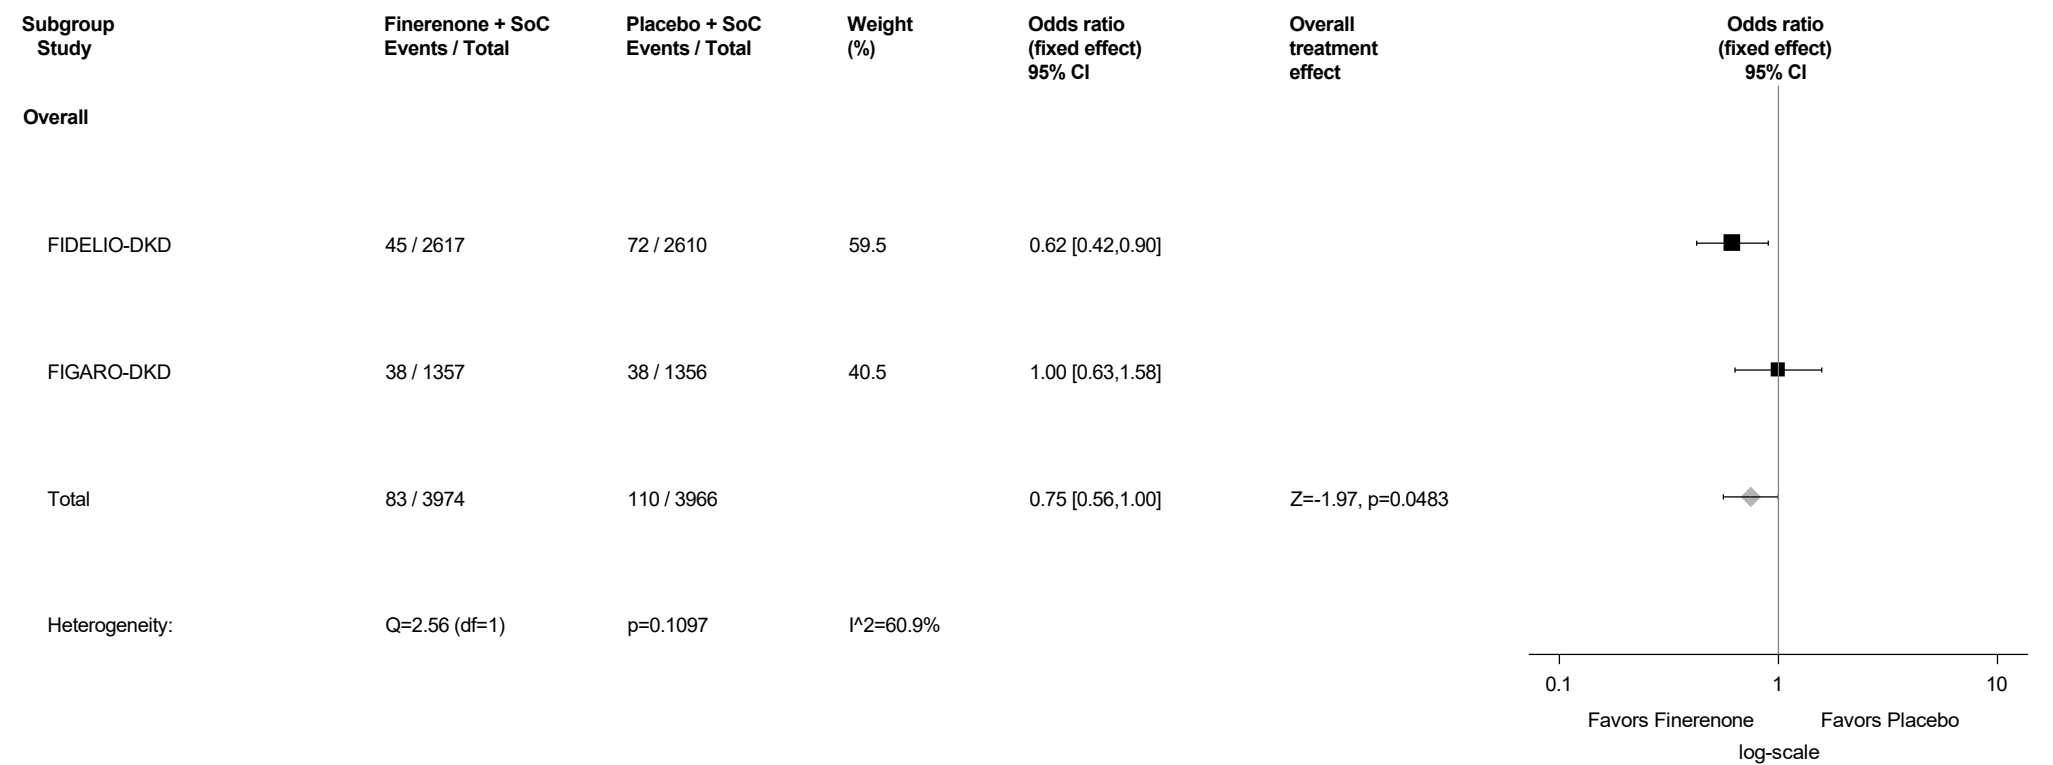 Subgroup Finerenone + SoC Placebo + SoC Weight Odds ratio Overall Odds ratio
Study Events / Total Events / Total (%) (fixed effect) treatment (fixed effect)
95% CI effect 95% CI
Overall
FIDELIO-DKD 45 / 2617 72 / 2610 59.5 0.62 [0.42,0.90]
FIGARO-DKD 38 / 1357 38 / 1356 40.5 1.00 [0.63,1.58]
Total 83 / 3974 110 / 3966 0.75 [0.56,1.00] Z=-1.97, p=0.0483
Heterogeneity: Q=2.56 (df=1) p=0.1097 I^2=60.9%
0.1 1 10
Favors Finerenone Favors Placebo
log-scale